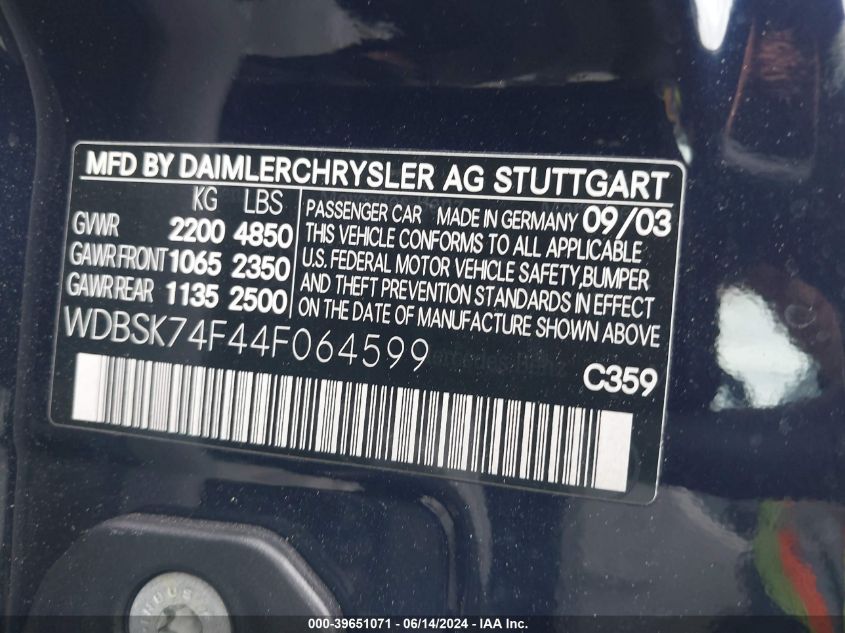 MFD BY DAIMLERCHRYSLER AG STUTTGART
KG LBS
GVWR 2200 4850
GAWR FRONT 1065 2350
GAWR REAR 1135 2500
PASSENGER CAR MADE IN GERMANY 09/03
THIS VEHICLE CONFORMS TO ALL APPLICABLE
U.S. FEDERAL MOTOR VEHICLE SAFETY,BUMPER
AND THEFT PREVENTION STANDARDS IN EFFECT
ON THE DATE OF MANUFACTURE SHOWN ABOVE
WDBSK74F44F064599
C359
INBUS
000-39651071 - 06/14/2024 - IAA Inc.